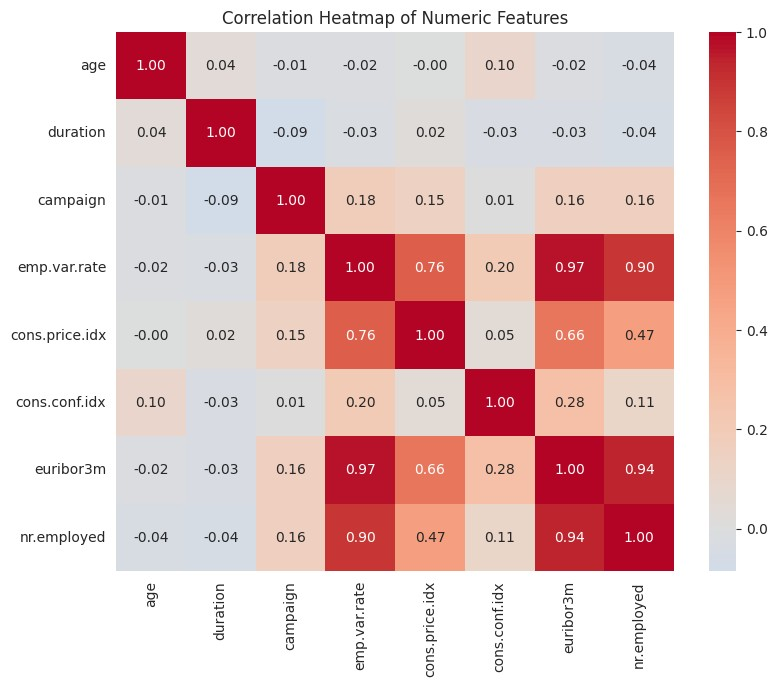 Correlation Heatmap of Numeric Features
age 1.00 0.04 -0.01 -0.02 -0.00 0.10 -0.02 -0.04
duration 0.04 1.00 -0.09 -0.03 0.02 -0.03 -0.03 -0.04
campaign -0.01 -0.09 1.00 0.18 0.15 0.01 0.16 0.16
emp.var.rate -0.02 -0.03 0.18 1.00 0.76 0.20 0.97 0.90
cons.price.idx -0.00 0.02 0.15 0.76 1.00 0.05 0.66 0.47
cons.conf.idx 0.10 -0.03 0.01 0.20 0.05 1.00 0.28 0.11
euribor3m -0.02 -0.03 0.16 0.97 0.66 0.28 1.00 0.94
nr.employed -0.04 -0.04 0.16 0.90 0.47 0.11 0.94 1.00
age
duration
campaign
emp.var.rate
cons.price.idx
cons.conf.idx
euribor3m
nr.employed
1.0
0.8
0.6
0.4
0.2
0.0